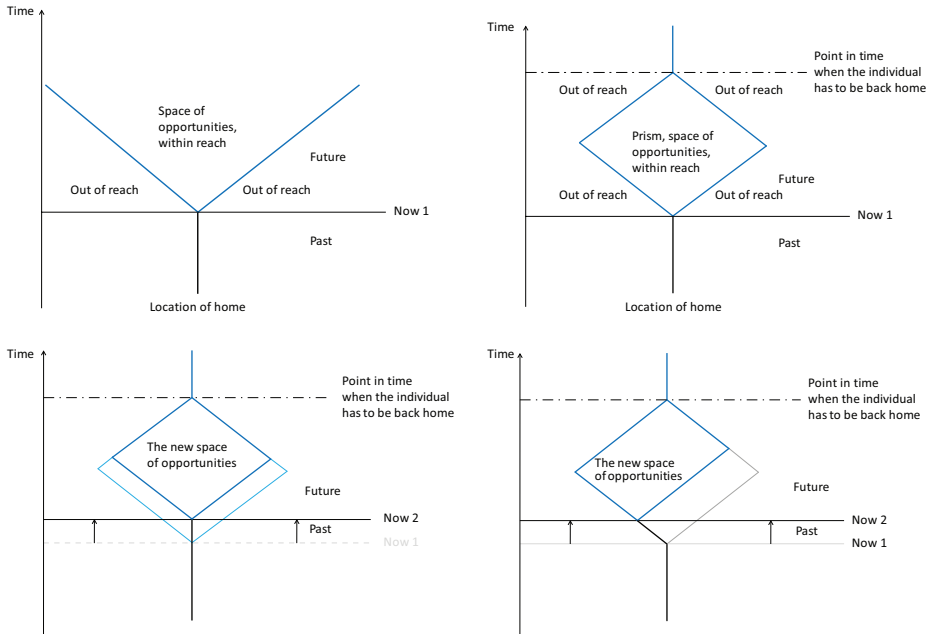 Time
Space of
opportunities,
within reach
Future
Out of reach
Out of reach
Now 1
Past
Location of home
Time
Point in time
when the individual
has to be back home
Out of reach
Out of reach
Prism, space of
opportunities,
within reach
Future
Out of reach
Out of reach
Now 1
Past
Location of home
Time
Point in time
when the individual
has to be back home
The new space
of opportunities
Future
Now 2
Past
Now 1
Time
Point in time
when the individual
has to be back home
The new space
of opportunities
Future
Now 2
Past
Now 1